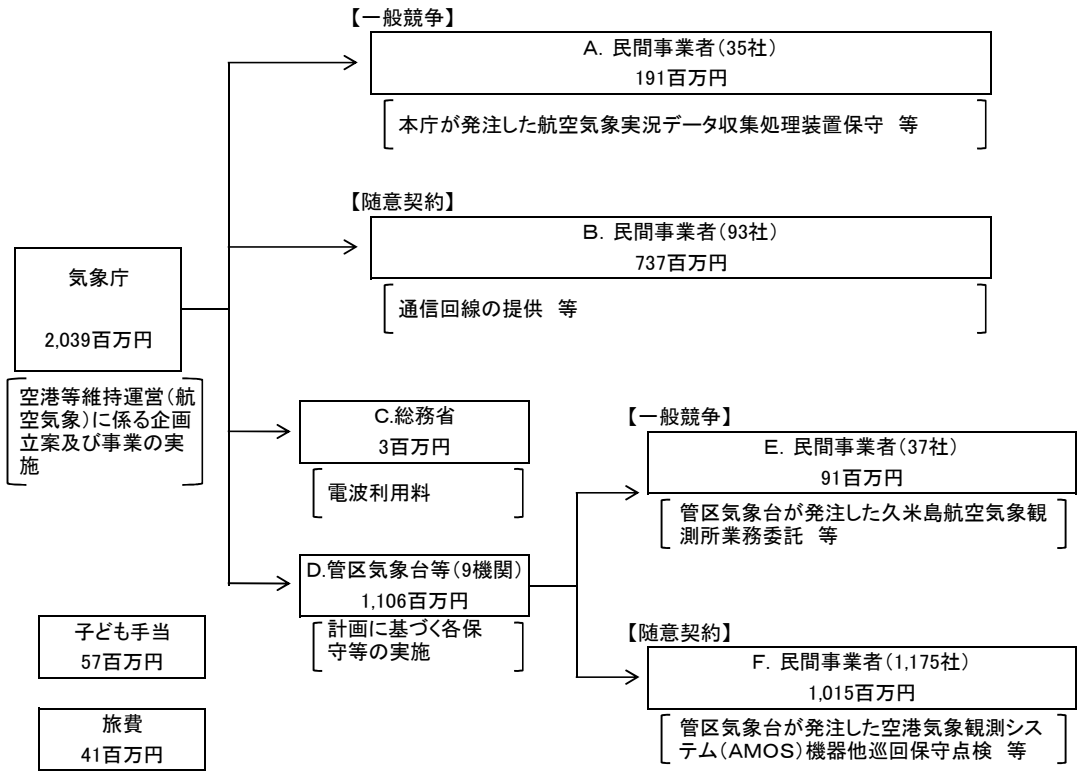 【一般競争】
A. 民間事業者(35社)
191百万円
本庁が発注した航空気象実況データ収集処理装置保守 等
【随意契約】
B. 民間事業者(93社)
737百万円
通信回線の提供 等
気象庁
2,039百万円
空港等維持運営(航
空気象)に係る企画
立案及び事業の実
施
C.総務省
3百万円
電波利用料
D.管区気象台等(9機関)
1,106百万円
計画に基づく各保
守等の実施
【一般競争】
E. 民間事業者(37社)
91百万円
管区気象台が発注した久米島航空気象観
測所業務委託 等
【随意契約】
F. 民間事業者(1,175社)
1,015百万円
管区気象台が発注した空港気象観測シス
テム(AMOS)機器他巡回保守点検 等
子ども手当
57百万円
旅費
41百万円